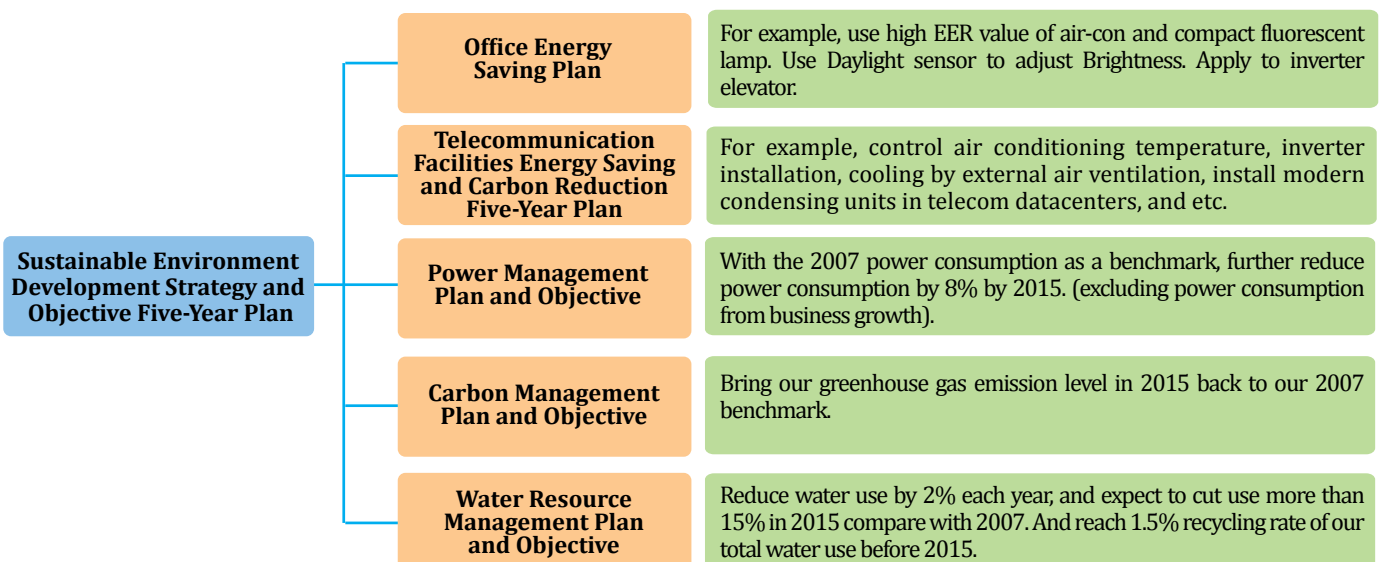 Sustainable Environment
Development Strategy and
Objective Five-Year Plan
Office Energy
Saving Plan
For example, use high EER value of air-con and compact fluorescent
lamp. Use Daylight sensor to adjust Brightness. Apply to inverter
elevator.
Telecommunication
Facilities Energy Saving
and Carbon Reduction
Five-Year Plan
For example, control air conditioning temperature, inverter
installation, cooling by external air ventilation, install modern
condensing units in telecom datacenters, and etc.
Power Management
Plan and Objective
With the 2007 power consumption as a benchmark, further reduce
power consumption by 8% by 2015. (excluding power consumption
from business growth).
Carbon Management
Plan and Objective
Bring our greenhouse gas emission level in 2015 back to our 2007
benchmark.
Water Resource
Management Plan
and Objective
Reduce water use by 2% each year, and expect to cut use more than
15% in 2015 compare with 2007. And reach 1.5% recycling rate of our
total water use before 2015.